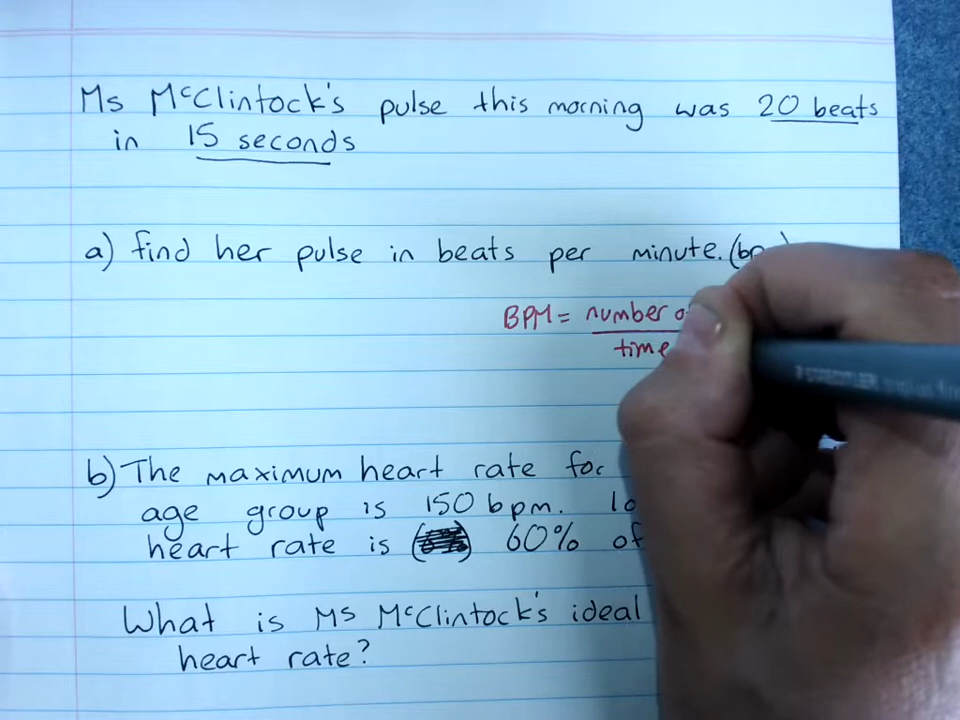 Ms McClintock's pulse this morning was 20 beats
in 15 seconds
a) find her pulse in beats per minute.
BPM = number
time
b) The maximum heart rate for
age group is 150 bpm.
heart rate is 60% of
What is Ms McClintock's ideal
heart rate?
STAEDTLER